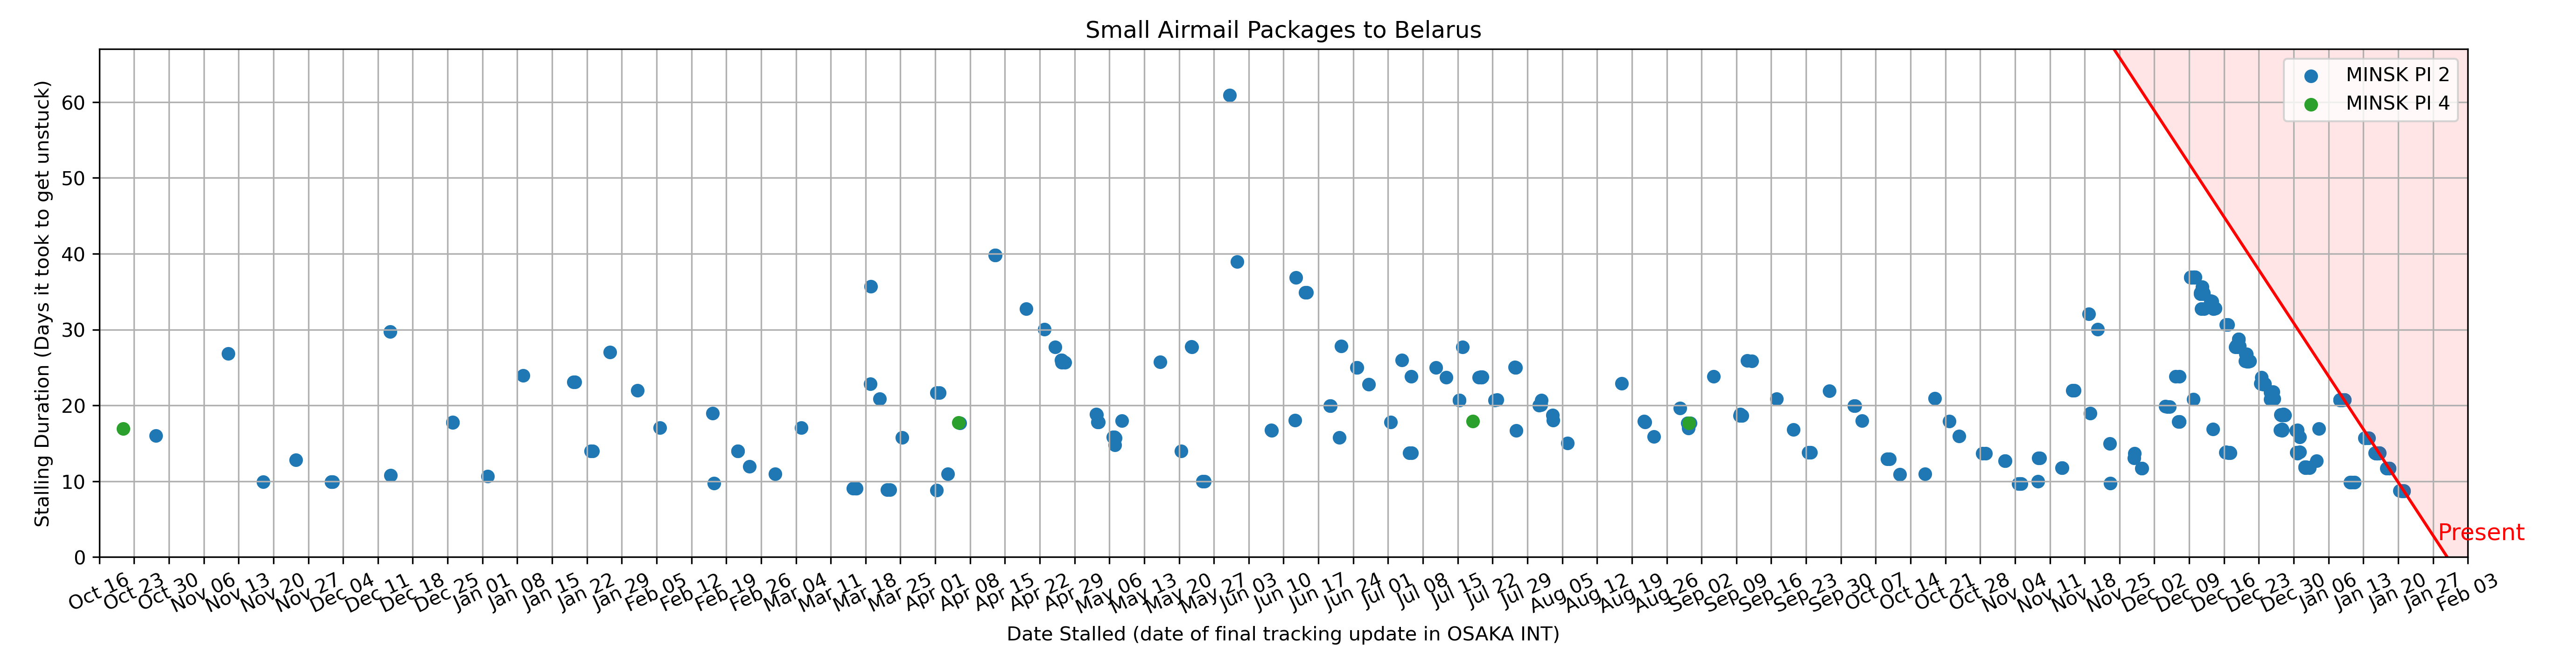 Small Airmail Packages to Belarus
Stalling Duration (Days it took to get unstuck)
60
50
40
30
20
10
0
MINSK PI 2
MINSK PI 4
Present
Oct 16
Oct 23
Oct 30
Nov 06
Nov 13
Nov 20
Nov 27
Dec 04
Dec 11
Dec 18
Dec 25
Jan 01
Jan 08
Jan 15
Jan 22
Jan 29
Feb 05
Feb 12
Feb 19
Feb 26
Mar 04
Mar 11
Mar 18
Mar 25
Apr 01
Apr 08
Apr 15
Apr 22
Apr 29
May 06
May 13
May 20
May 27
Jun 03
Jun 10
Jun 17
Jun 24
Jul 01
Jul 08
Jul 15
Jul 22
Jul 29
Aug 05
Aug 12
Aug 19
Aug 26
Sep 02
Sep 09
Sep 16
Sep 23
Sep 30
Oct 07
Oct 14
Oct 21
Oct 28
Nov 04
Nov 11
Nov 18
Nov 25
Dec 02
Dec 09
Dec 16
Dec 23
Dec 30
Jan 06
Jan 13
Jan 20
Jan 27
Feb 03
Date Stalled (date of final tracking update in OSAKA INT)